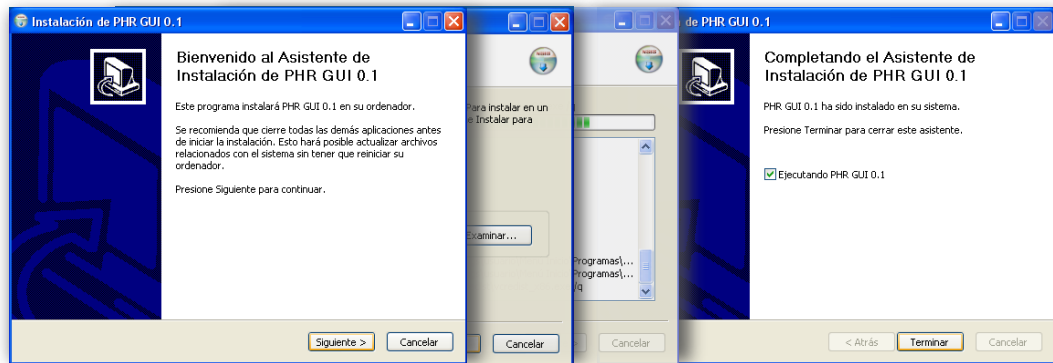 Instalación de PHR GUI 0.1
Bienvenido al Asistente de
Instalación de PHR GUI 0.1
Este programa instalará PHR GUI 0.1 en su ordenador.
Se recomienda que cierre todas las demás aplicaciones antes
de iniciar la instalación. Esto hará posible actualizar archivos
relacionados con el sistema sin tener que reiniciar su
ordenador.
Presione Siguiente para continuar.
Siguiente >
Cancelar
Para instalar en un
e Instalar para
Examinar...
Cancelar
Programas\...
Programas\...
/q
Cancelar
de PHR GUI 0.1
Completando el Asistente de
Instalación de PHR GUI 0.1
PHR GUI 0.1 ha sido instalado en su sistema.
Presione Terminar para cerrar este asistente.
Ejecutando PHR GUI 0.1
< Atrás
Terminar
Cancelar